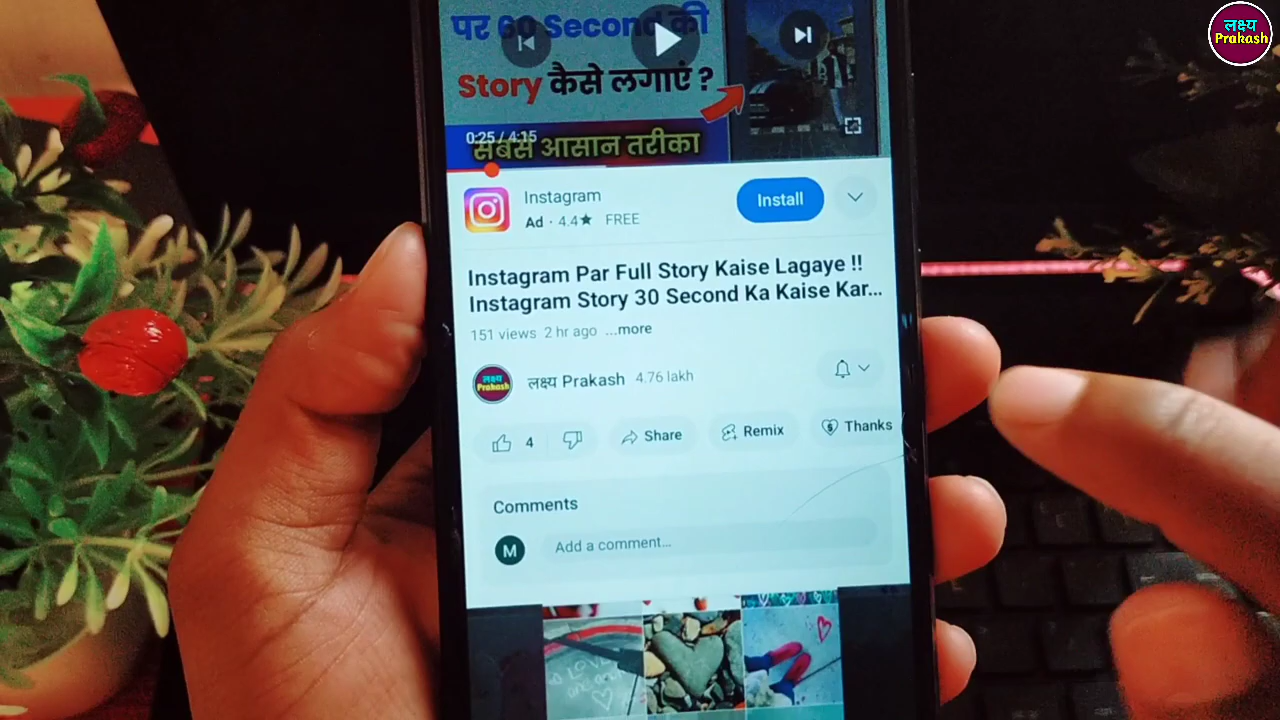 लक्ष्य
Prakash
पर 60 Second की
Story कैसे लगाएं ?
0:25 / 4:15
सबसे आसान तरीका
Instagram
Ad · 4.4★ FREE
Install
Instagram Par Full Story Kaise Lagaye !!
Instagram Story 30 Second Ka Kaise Kar...
151 views 2 hr ago ...more
लक्ष्य Prakash
लक्ष्य Prakash 4.76 lakh
4
Share
Remix
Thanks
Comments
M
Add a comment...